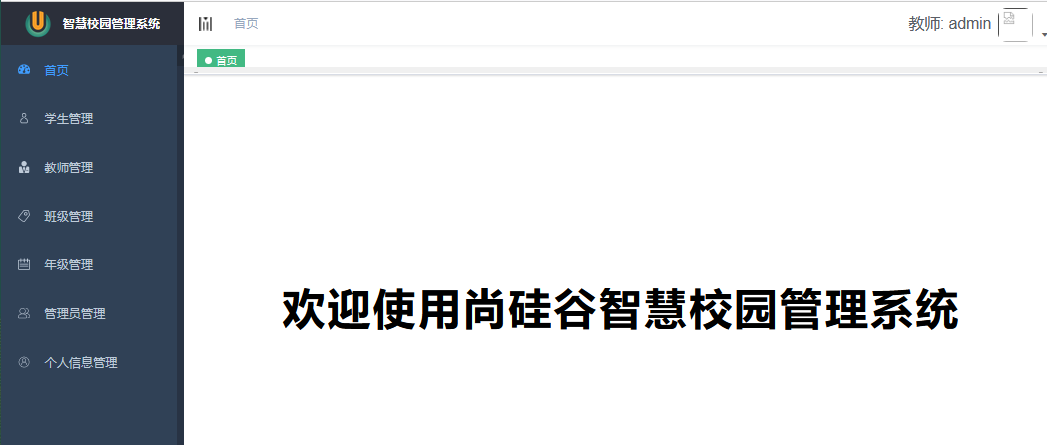 智慧校园管理系统
首页
教师: admin
首页
首页
学生管理
教师管理
班级管理
年级管理
管理员管理
个人信息管理
欢迎使用尚硅谷智慧校园管理系统